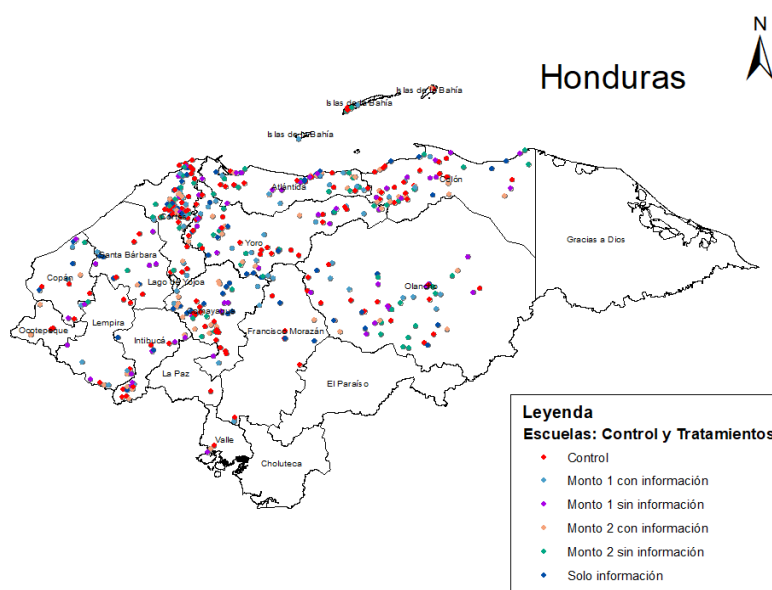 N
Honduras
Islas de la Bahía
Islas de la Bahía
Islas de la Bahía
Atlántida
Colón
Cortés
Yoro
Gracias a Dios
Santa Bárbara
Copán
Lago de Yojoa
Olancho
Comayagua
Ocotepeque
Lempira
Intibucá
Francisco Morazán
La Paz
El Paraíso
Valle
Choluteca
Leyenda
Escuelas: Control y Tratamientos
Control
Monto 1 con información
Monto 1 sin información
Monto 2 con información
Monto 2 sin información
Solo información